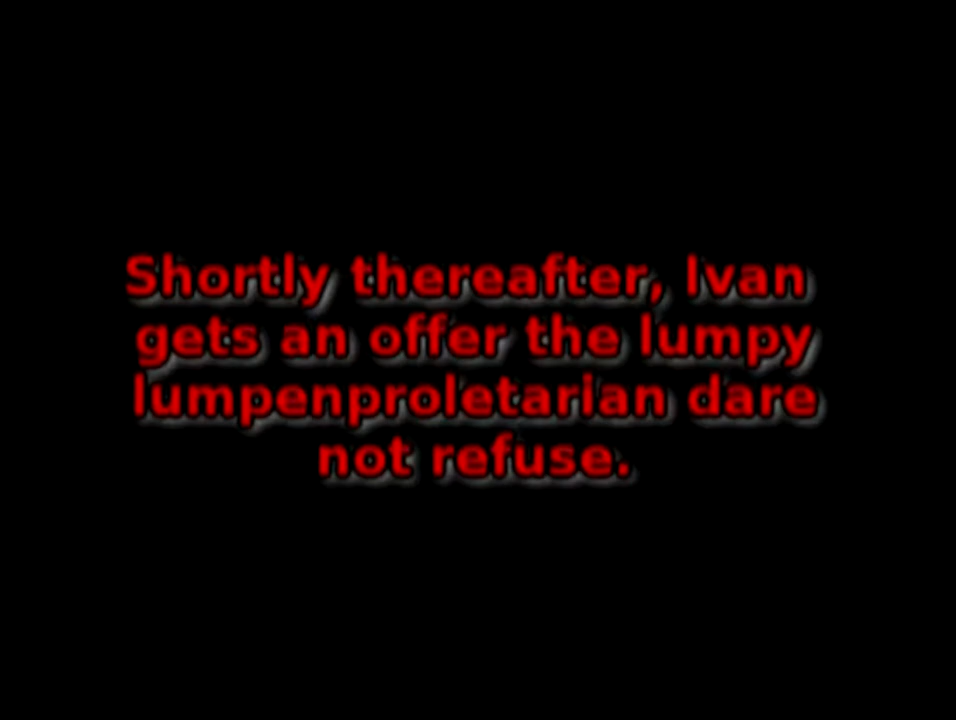 Shortly thereafter, Ivan
gets an offer the lumpy
lumpenproletarian dare
not refuse.